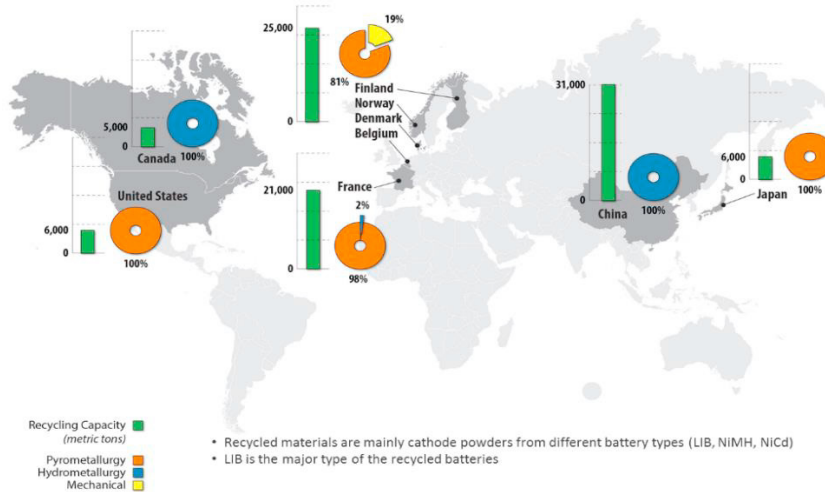 25,000
0
19%
81%
Finland
Norway
Denmark
Belgium
France
5,000
0
Canada
100%
United States
6,000
0
100%
21,000
0
2%
98%
31,000
0
China
100%
6,000
0
Japan
100%
Recycling Capacity
(metric tons)
Pyrometallurgy
Hydrometallurgy
Mechanical
• Recycled materials are mainly cathode powders from different battery types (LIB, NiMH, NiCd)
• LIB is the major type of the recycled batteries